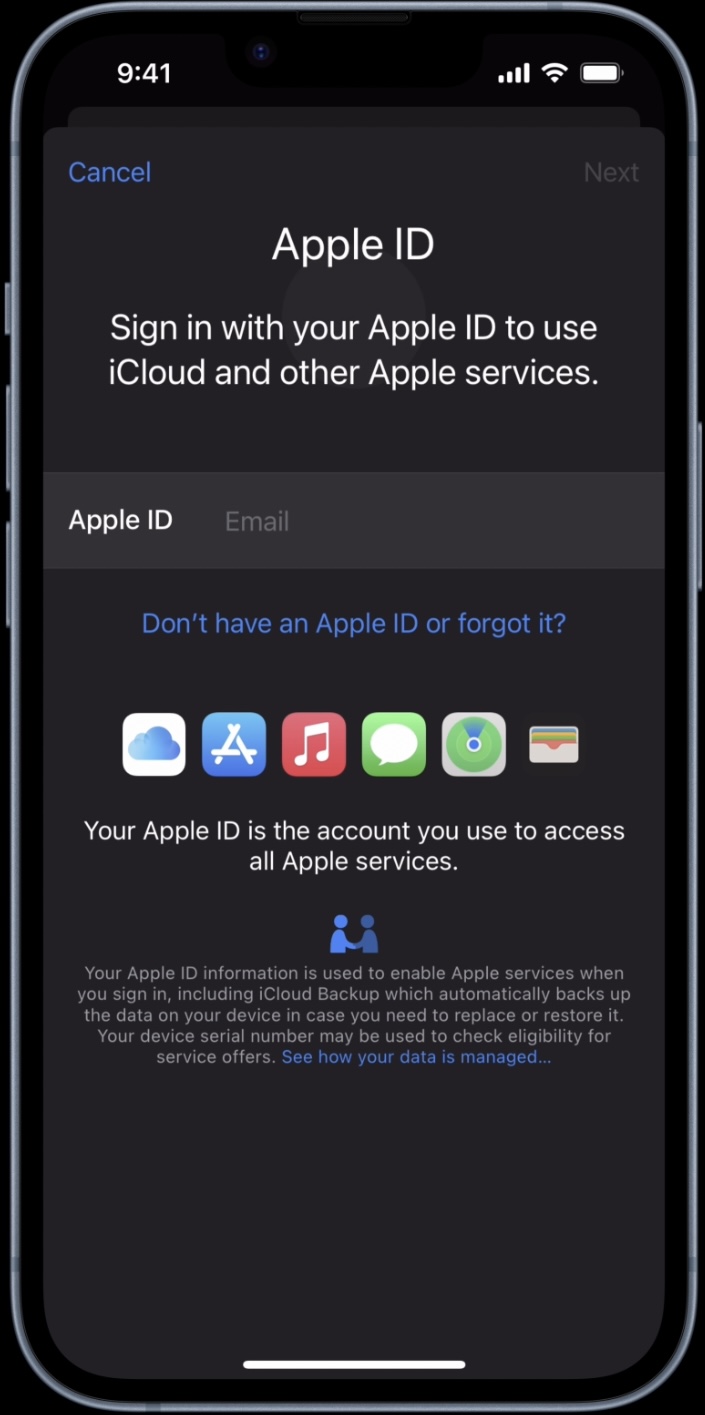 9:41
Cancel Next
Apple ID
Sign in with your Apple ID to use
iCloud and other Apple services.
Apple ID Email
Don't have an Apple ID or forgot it?
Your Apple ID is the account you use to access
all Apple services.
Your Apple ID information is used to enable Apple services when
you sign in, including iCloud Backup which automatically backs up
the data on your device in case you need to replace or restore it.
Your device serial number may be used to check eligibility for
service offers. See how your data is managed...